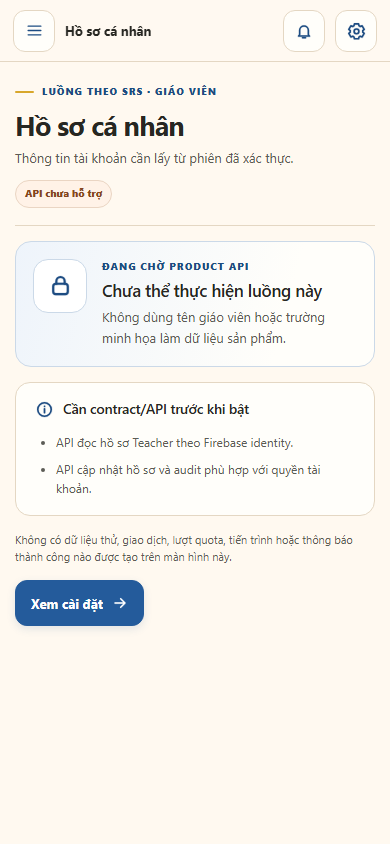 Hồ sơ cá nhân
LUỒNG THEO SRS · GIÁO VIÊN
Hồ sơ cá nhân
Thông tin tài khoản cần lấy từ phiên đã xác thực.
API chưa hỗ trợ
ĐANG CHỜ PRODUCT API
Chưa thể thực hiện luồng này
Không dùng tên giáo viên hoặc trường
minh họa làm dữ liệu sản phẩm.
Cần contract/API trước khi bật
• API đọc hồ sơ Teacher theo Firebase identity.
• API cập nhật hồ sơ và audit phù hợp với quyền tài
khoản.
Không có dữ liệu thử, giao dịch, lượt quota, tiến trình hoặc thông báo
thành công nào được tạo trên màn hình này.
Xem cài đặt →